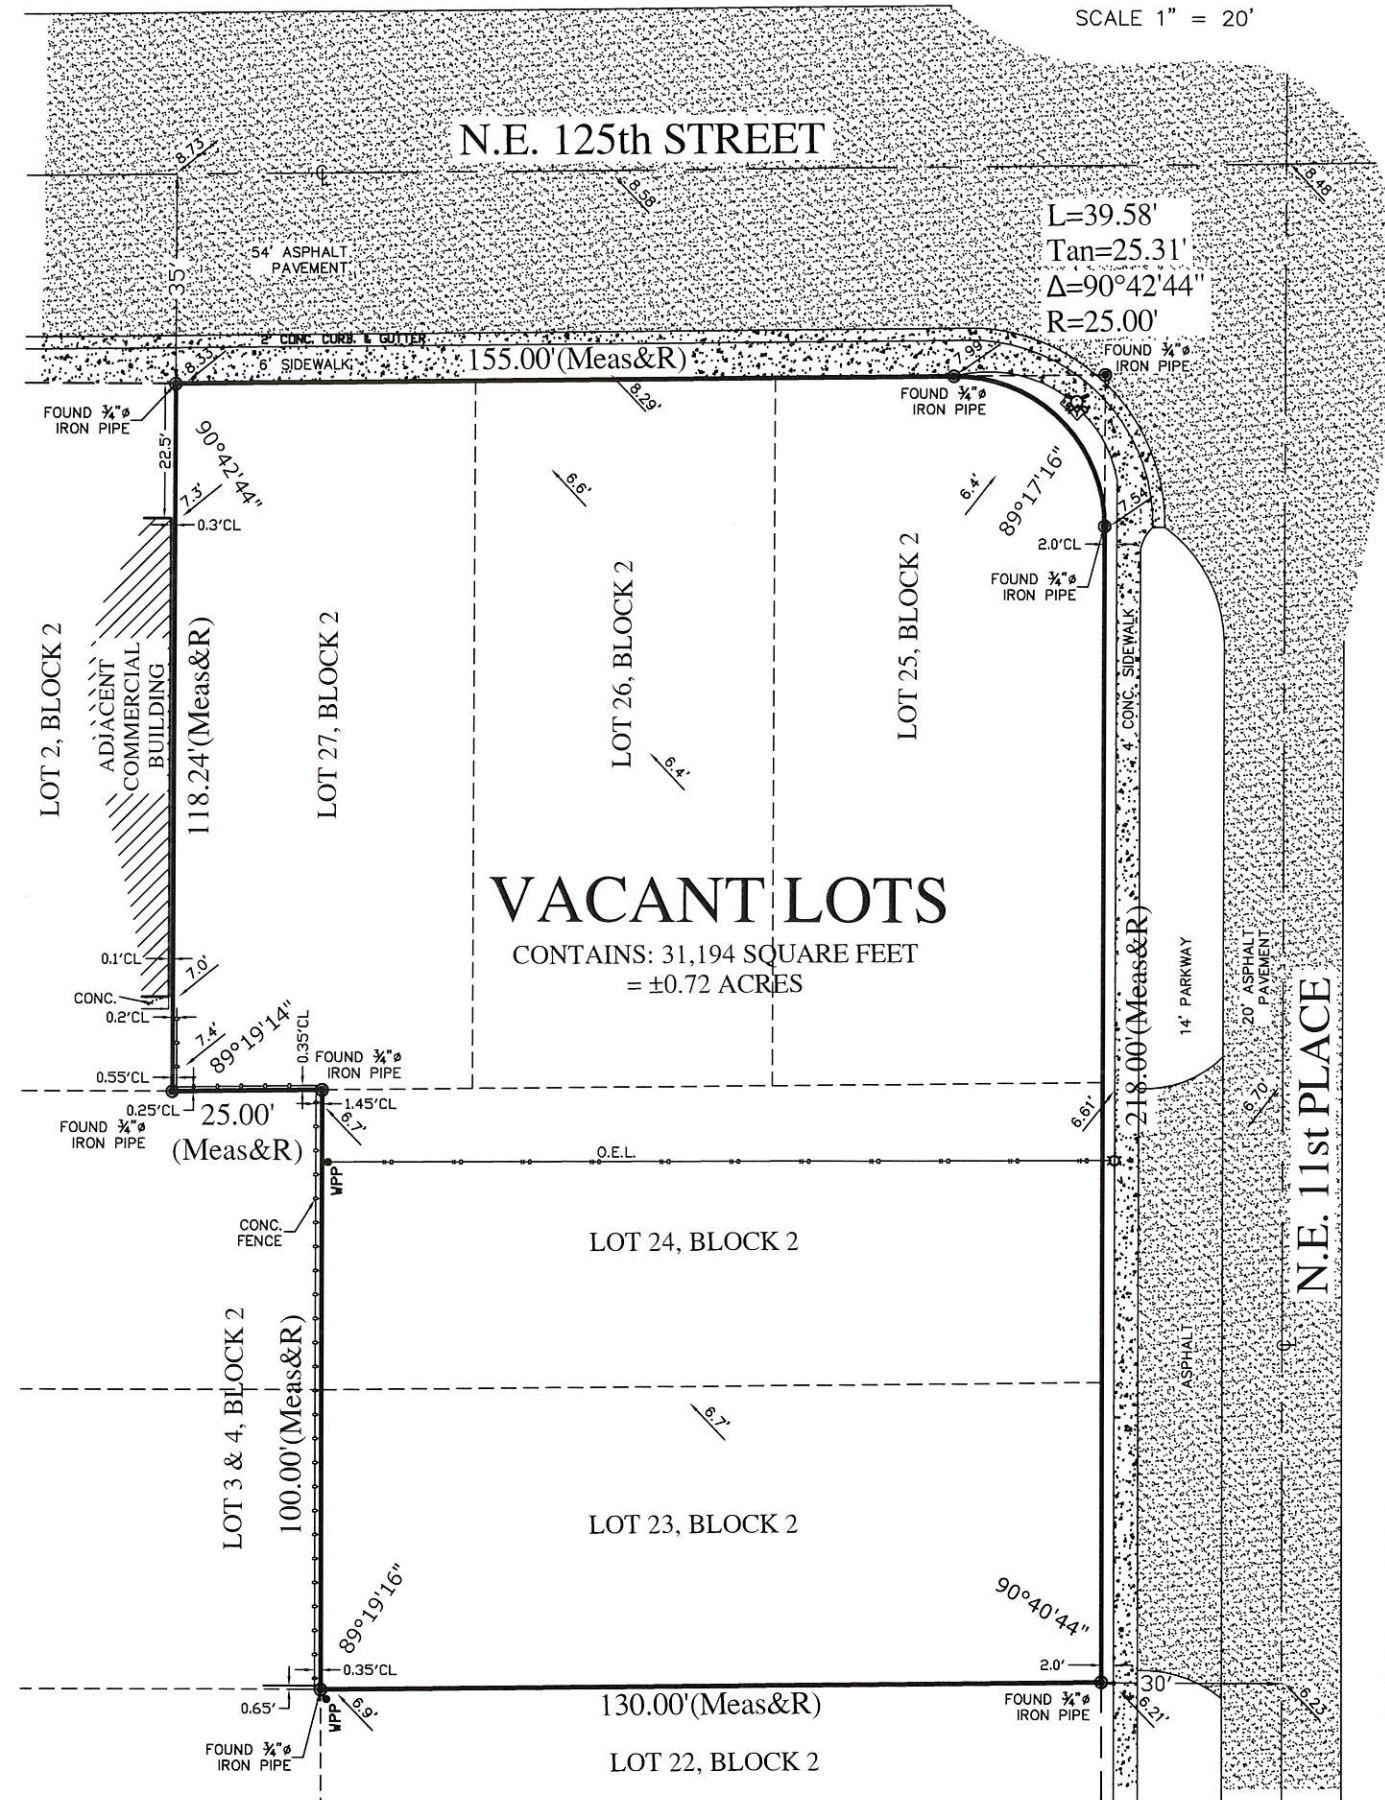 SCALE 1" = 20'
N.E. 125th STREET
8.73'
8.58
8.48
℄
35'
54' ASPHALT
PAVEMENT
L=39.58'
Tan=25.31'
Δ=90°42'44"
R=25.00'
2' CONC. CURB. & GUTTER
6' SIDEWALK
8.33'
155.00'(Meas&R)
7.99'
FOUND ¾"ø
IRON PIPE
FOUND ¾"ø
IRON PIPE
FOUND ¾"ø
IRON PIPE
8.29'
22.5'
90°42'44"
7.3'
0.3'CL
6.6'
6.4'
89°17'16"
7.54'
2.0'CL
FOUND ¾"ø
IRON PIPE
LOT 2, BLOCK 2
ADJACENT
COMMERCIAL
BUILDING
118.24'(Meas&R)
LOT 27, BLOCK 2
LOT 26, BLOCK 2
LOT 25, BLOCK 2
6.4'
4' CONC. SIDEWALK
VACANT LOTS
CONTAINS: 31,194 SQUARE FEET
= ±0.72 ACRES
218.00'(Meas&R)
14' PARKWAY
20' ASPHALT
PAVEMENT
N.E. 11st PLACE
0.1'CL
7.0'
CONC.
0.2'CL
7.4'
89°19'14"
0.35'CL
FOUND ¾"ø
IRON PIPE
0.55'CL
0.25'CL
25.00'
(Meas&R)
FOUND ¾"ø
IRON PIPE
1.45'CL
6.7'
6.61'
6.70'
O.E.L.
WPP
CONC.
FENCE
LOT 24, BLOCK 2
LOT 3 & 4, BLOCK 2
100.00'(Meas&R)
℄
ASPHALT
6.7'
LOT 23, BLOCK 2
89°19'16"
90°40'44"
0.35'CL
2.0'
0.65'
WPP
6.9'
130.00'(Meas&R)
FOUND ¾"ø
IRON PIPE
30'
6.21'
6.23'
FOUND ¾"ø
IRON PIPE
LOT 22, BLOCK 2